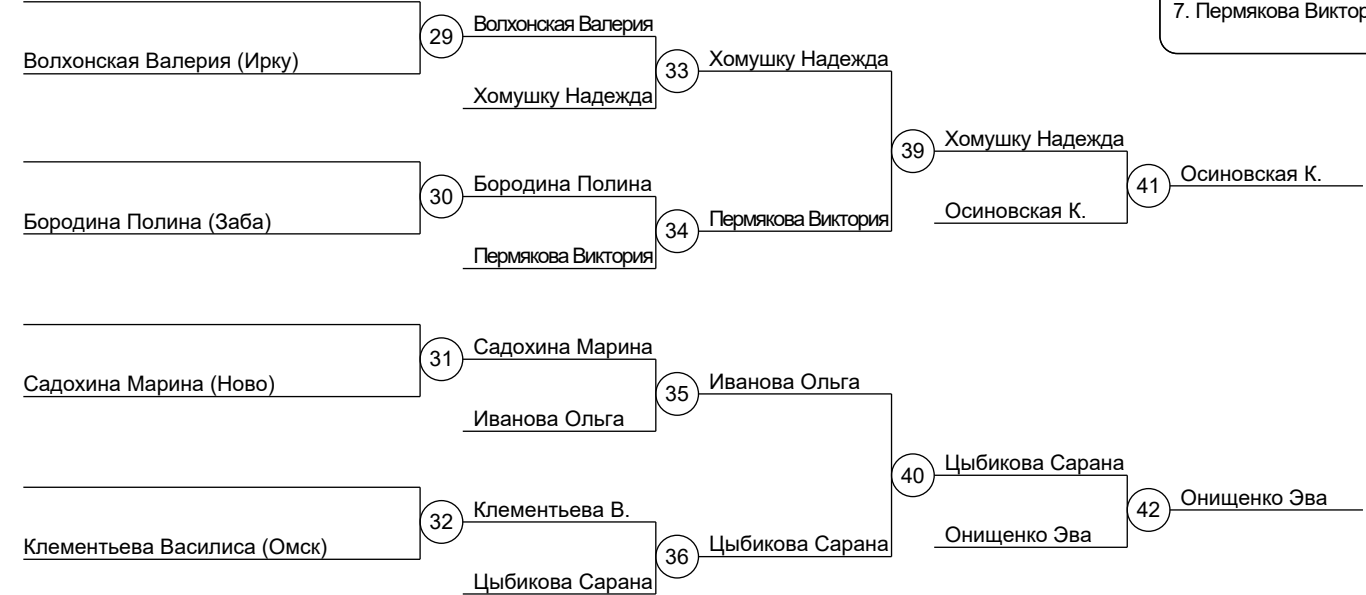 7. Пермякова Виктор
Волхонская Валерия
29
Волхонская Валерия (Ирку)
Хомушку Надежда
33
Хомушку Надежда
Хомушку Надежда
39
Осиновская К.
41
Бородина Полина
30
Бородина Полина (Заба)
Пермякова Виктория
34
Осиновская К.
Пермякова Виктория
Садохина Марина
31
Садохина Марина (Ново)
Иванова Ольга
35
Иванова Ольга
Цыбикова Сарана
40
Онищенко Эва
42
Клементьева В.
32
Клементьева Василиса (Омск)
Цыбикова Сарана
36
Онищенко Эва
Цыбикова Сарана